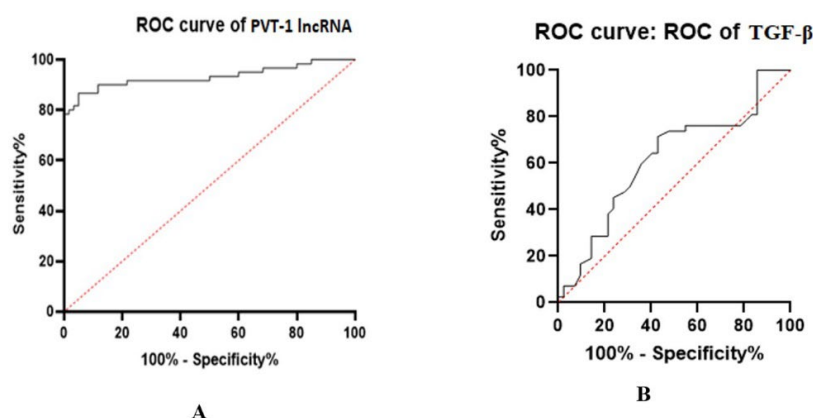 ROC curve of PVT-1 lncRNA
Sensitivity%
100
80
60
40
20
0
0 20 40 60 80 100
100% - Specificity%
A
ROC curve: ROC of TGF-β
Sensitivity%
100
80
60
40
20
0
0 20 40 60 80 100
100% - Specificity%
B